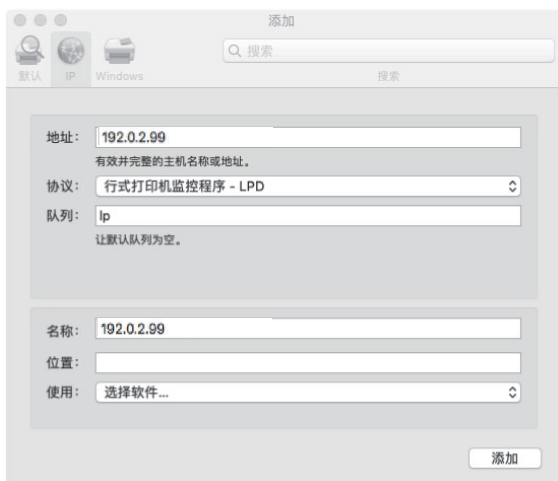 添加
搜索
默认 IP Windows 搜索
地址： 192.0.2.99
有效并完整的主机名称或地址。
协议： 行式打印机监控程序 - LPD
队列： lp
让默认队列为空。
名称： 192.0.2.99
位置：
使用： 选择软件...
添加